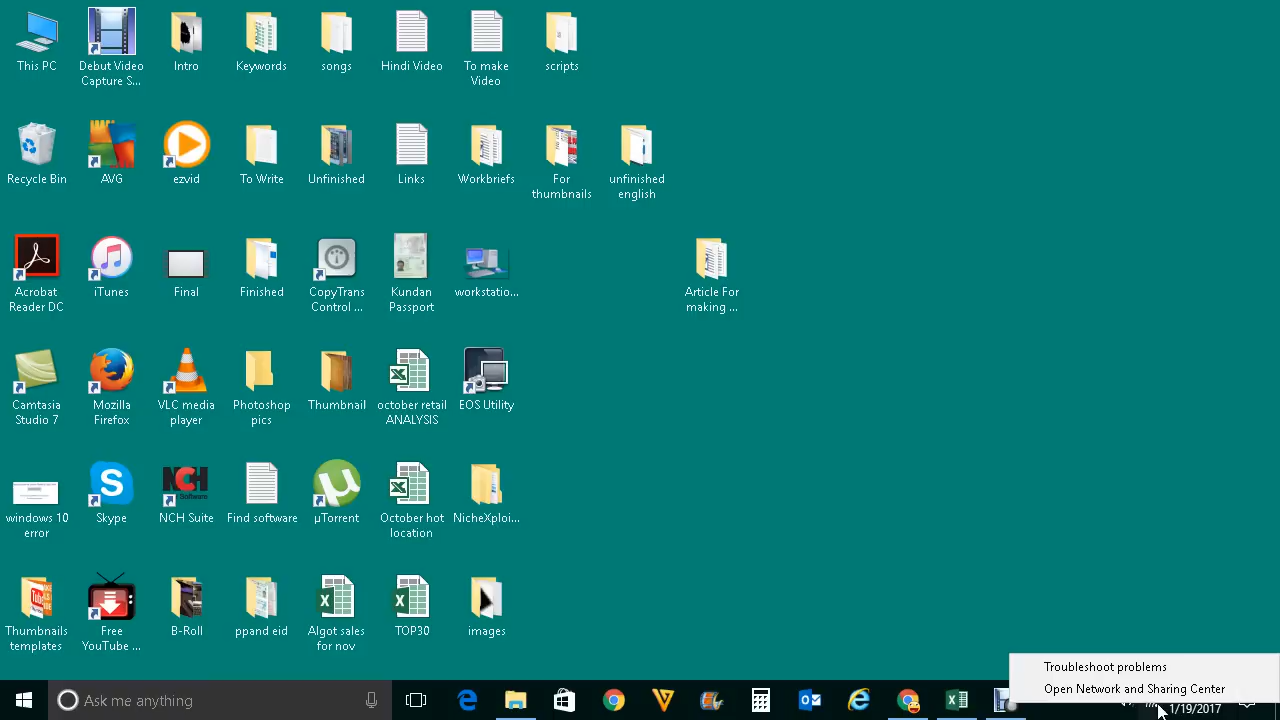 This PC
Debut Video
Capture S...
Intro
Keywords
songs
Hindi Video
To make
Video
scripts
Recycle Bin
AVG
ezvid
To Write
Unfinished
Links
Workbriefs
For
thumbnails
unfinished
english
Acrobat
Reader DC
iTunes
Final
Finished
CopyTrans
Control ...
Kundan
Passport
workstatio...
Article For
making ...
Camtasia
Studio 7
Mozilla
Firefox
VLC media
player
Photoshop
pics
Thumbnail
october retail
ANALYSIS
EOS Utility
windows 10
error
Skype
NCH
Software
NCH Suite
Find software
µTorrent
October hot
location
NicheXploi...
Thumbnails
templates
Free
YouTube ...
B-Roll
ppand eid
Algot sales
for nov
TOP30
images
Troubleshoot problems
Open Network and Sharing Center
Ask me anything
1/19/2017